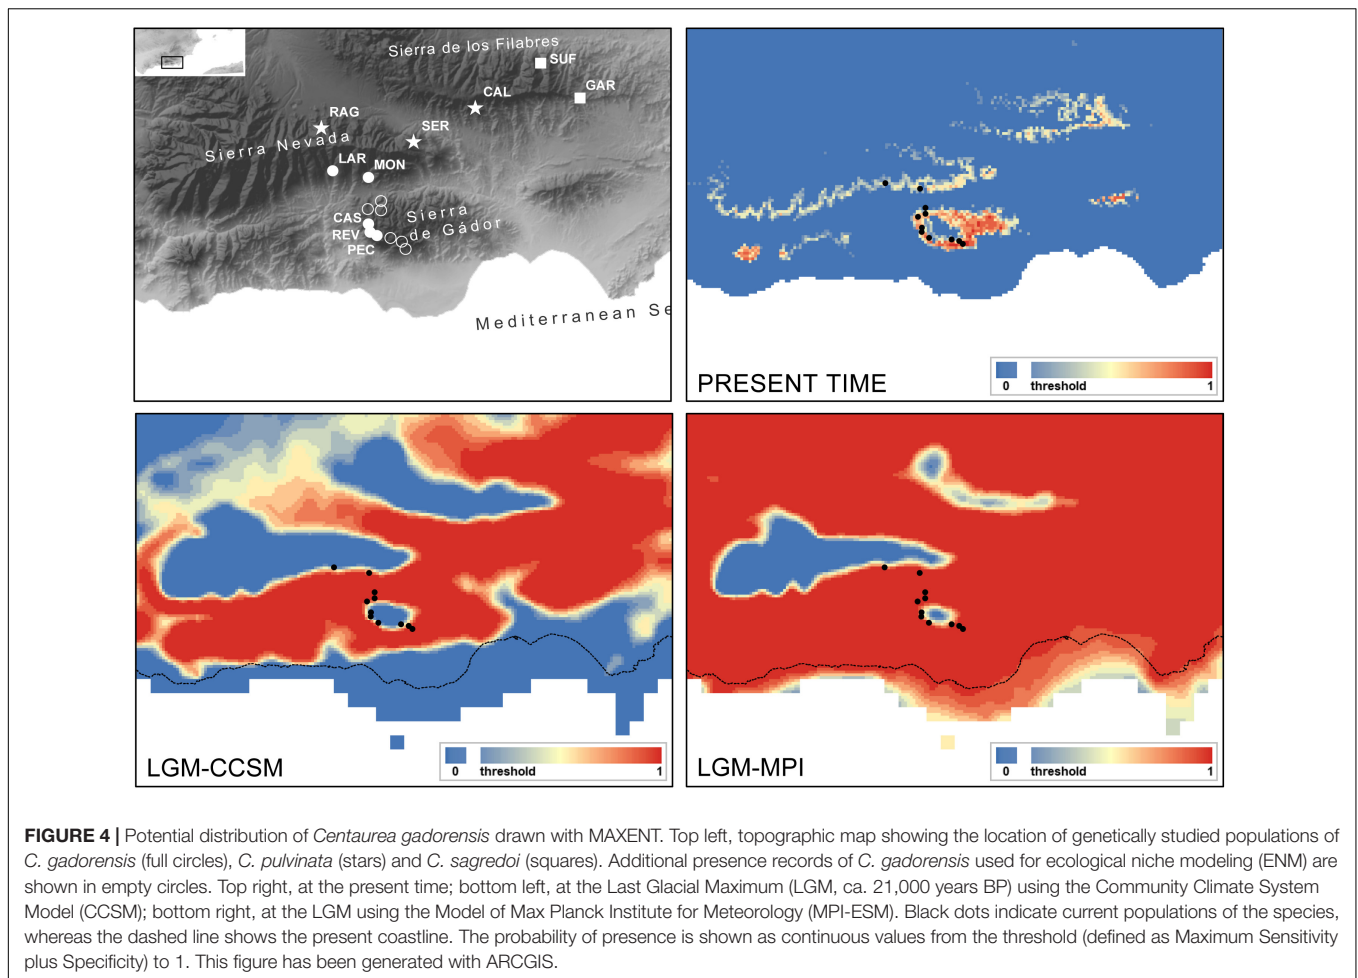 Sierra de los Filabres
SUF
GAR
CAL
RAG
SER
Sierra Nevada
LAR
MON
CAS
Sierra
de Gádor
REV
PEC
Mediterranean Se
PRESENT TIME
0 threshold 1
LGM-CCSM
0 threshold 1
LGM-MPI
0 threshold 1
FIGURE 4 | Potential distribution of Centaurea gadorensis drawn with MAXENT. Top left, topographic map showing the location of genetically studied populations of
C. gadorensis (full circles), C. pulvinata (stars) and C. sagredoi (squares). Additional presence records of C. gadorensis used for ecological niche modeling (ENM) are
shown in empty circles. Top right, at the present time; bottom left, at the Last Glacial Maximum (LGM, ca. 21,000 years BP) using the Community Climate System
Model (CCSM); bottom right, at the LGM using the Model of Max Planck Institute for Meteorology (MPI-ESM). Black dots indicate current populations of the species,
whereas the dashed line shows the present coastline. The probability of presence is shown as continuous values from the threshold (defined as Maximum Sensitivity
plus Specificity) to 1. This figure has been generated with ARCGIS.